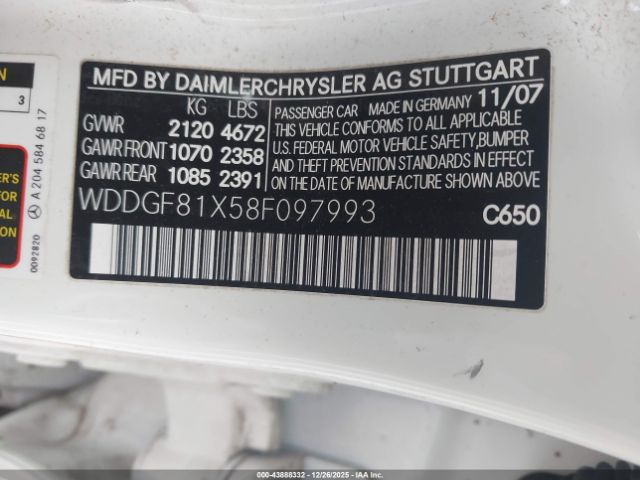 MFD BY DAIMLERCHRYSLER AG STUTTGART
KG LBS
GVWR 2120 4672
GAWR FRONT 1070 2358
GAWR REAR 1085 2391
PASSENGER CAR MADE IN GERMANY 11/07
THIS VEHICLE CONFORMS TO ALL APPLICABLE
U.S. FEDERAL MOTOR VEHICLE SAFETY, BUMPER
AND THEFT PREVENTION STANDARDS IN EFFECT
ON THE DATE OF MANUFACTURE SHOWN ABOVE.
WDDGF81X58F097993
C650
3
A 204 584 68 17
0092820
000-43888332 | 12/26/2025 | Copyright © IAA, LLC